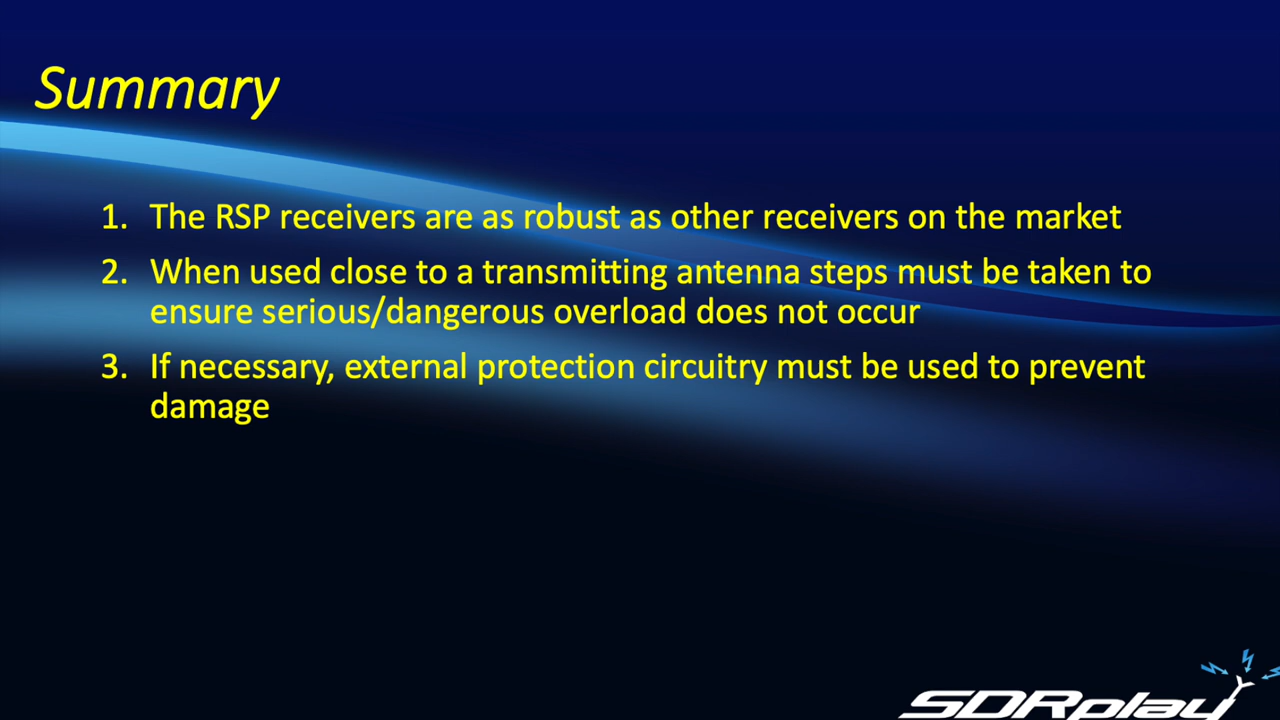 Summary
1. The RSP receivers are as robust as other receivers on the market
2. When used close to a transmitting antenna steps must be taken to
ensure serious/dangerous overload does not occur
3. If necessary, external protection circuitry must be used to prevent
damage
SDRplay